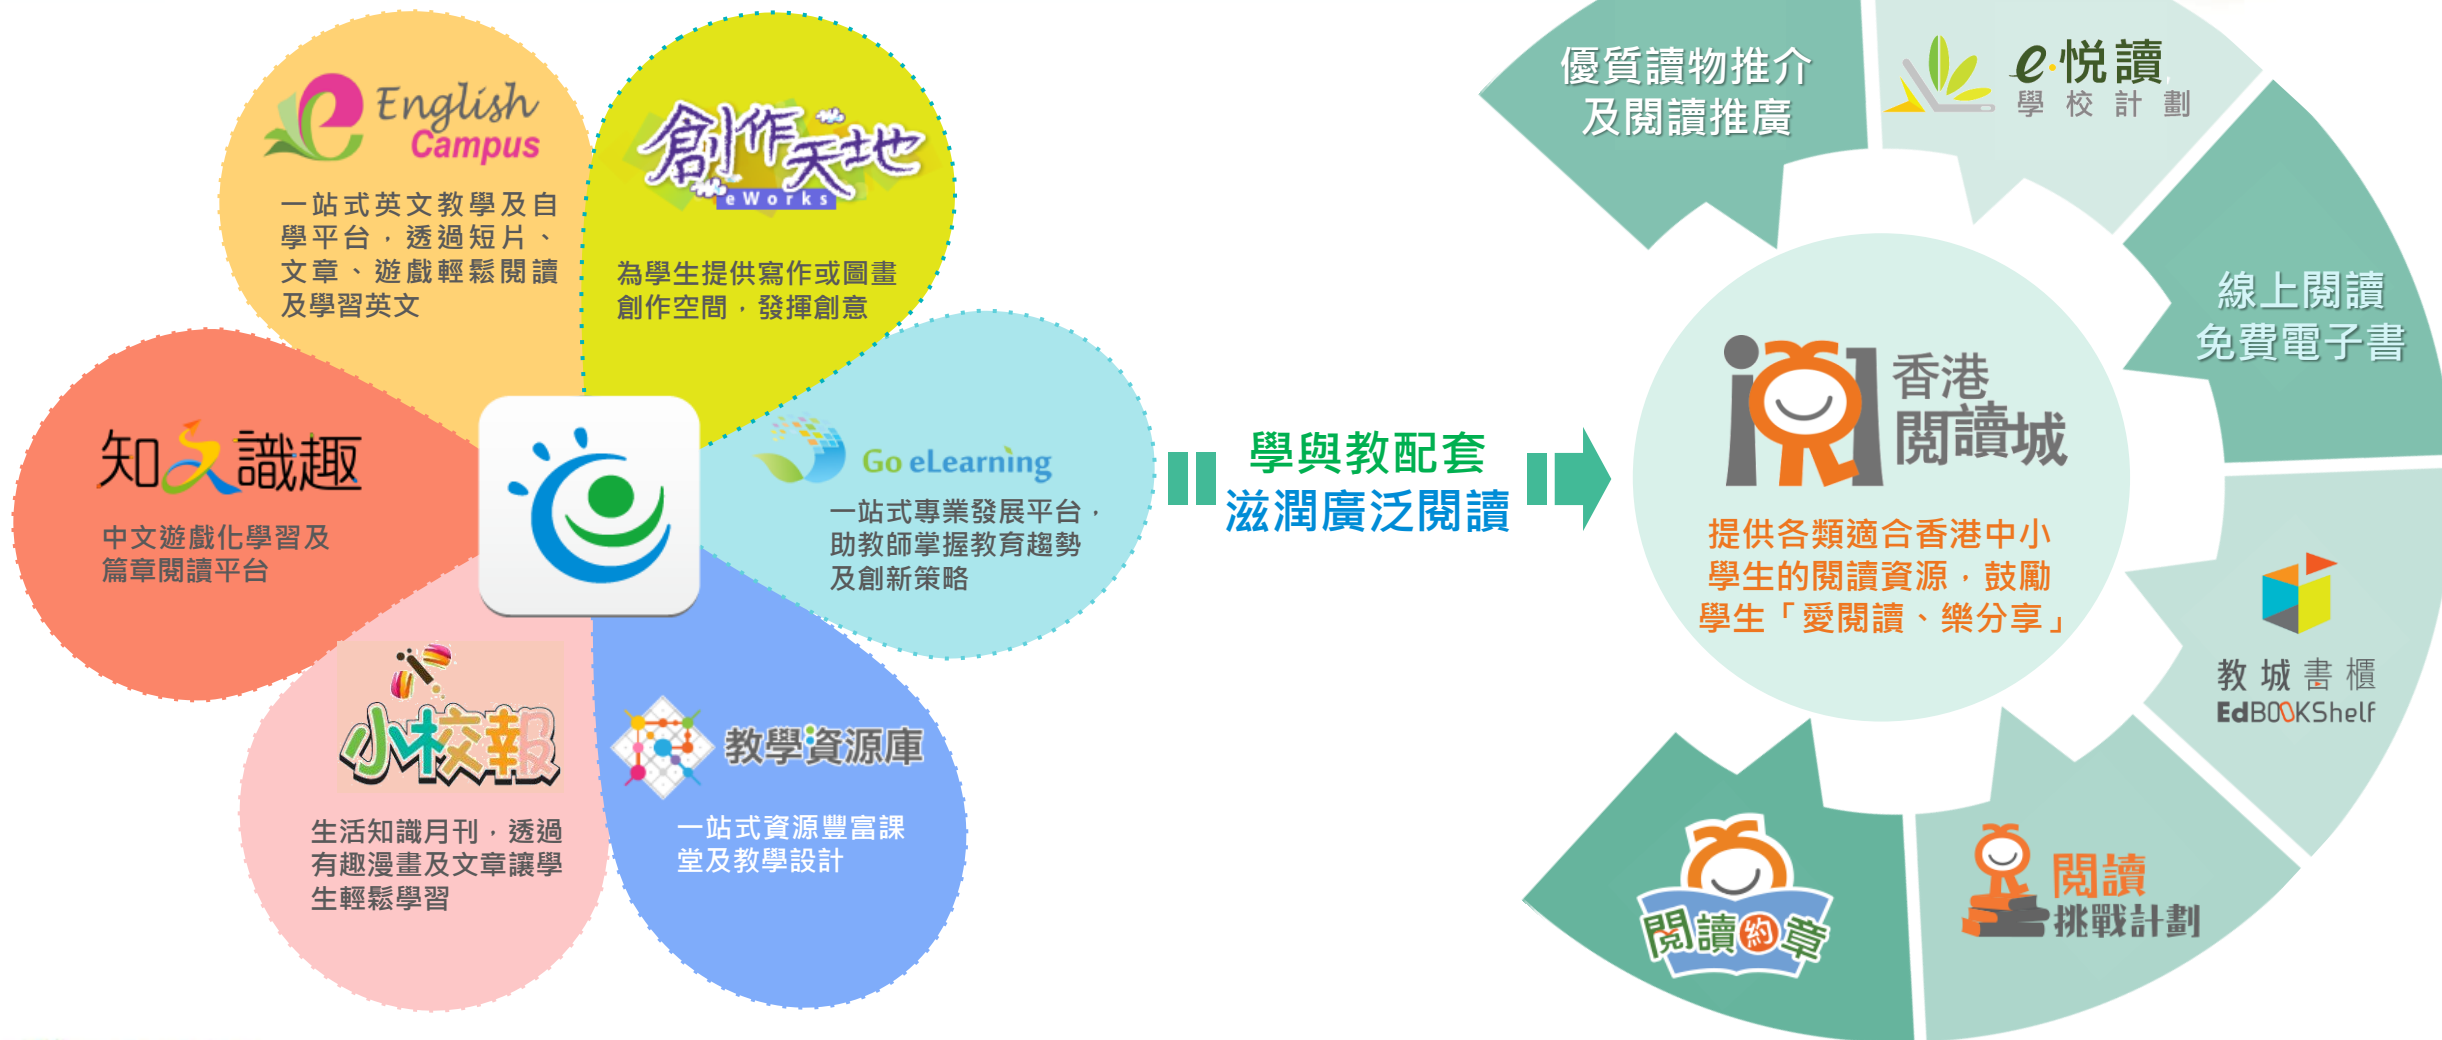 English
Campus
一站式英文教學及自
學平台，透過短片、
文章、遊戲輕鬆閱讀
及學習英文
創作天地
eWorks
為學生提供寫作或圖畫
創作空間，發揮創意
知文識趣
中文遊戲化學習及
篇章閱讀平台
Go eLearning
一站式專業發展平台，
助教師掌握教育趨勢
及創新策略
小校報
生活知識月刊，透過
有趣漫畫及文章讓學
生輕鬆學習
教學資源庫
一站式資源豐富課
堂及教學設計
學與教配套
滋潤廣泛閱讀
優質讀物推介
及閱讀推廣
e·悦讀
學校計劃
線上閱讀
免費電子書
香港
閱讀城
提供各類適合香港中小
學生的閱讀資源，鼓勵
學生「愛閱讀、樂分享」
教城書櫃
EdBOOKShelf
閱讀
挑戰計劃
閱讀約章